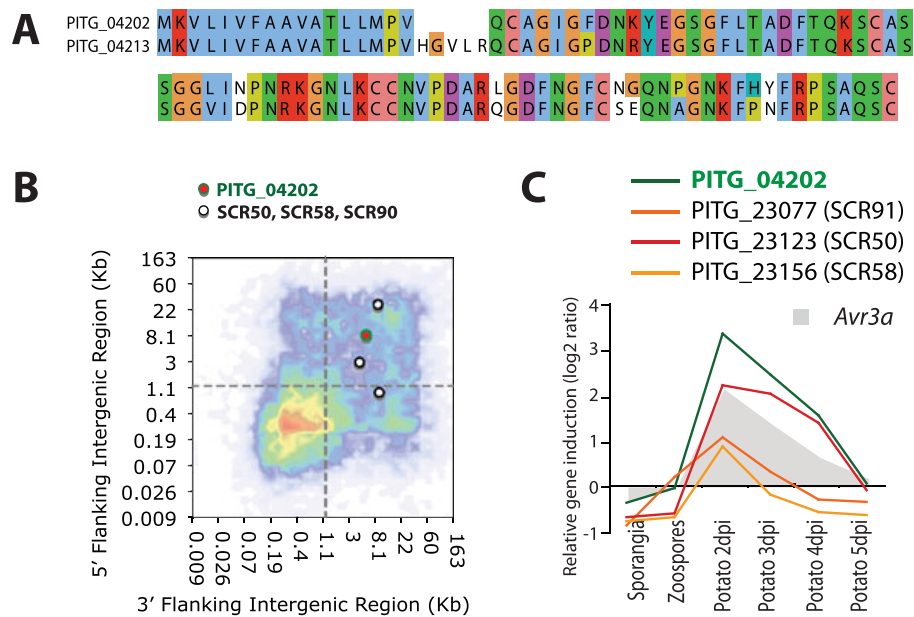 A
PITG_04202 MKVLIVFAAVATLLMPV QCAGIGFDNKYEGSGFLTADFTQKSCAS
PITG_04213 MKVLIVFAAVATLLMPVHGVLRQCAGIGPDNRYEGSGFLTADFTQKSCAS
SGGLINPNRKGNLKCCNVPDARLGDFNGFCNGQNPGNKFHYFRPSAQSC
SGGVIDPNRKGNLKCCNVPDARQGDFNGFCSEQNAGNKFPNFRPSAQSC
B
PITG_04202
SCR50, SCR58, SCR90
5’ Flanking Intergenic Region (Kb)
163
60
22
8.1
3
1.1
0.4
0.19
0.07
0.026
0.009
0.009
0.026
0.07
0.19
0.4
1.1
3
8.1
22
60
163
3’ Flanking Intergenic Region (Kb)
C
PITG_04202
PITG_23077 (SCR91)
PITG_23123 (SCR50)
PITG_23156 (SCR58)
Avr3a
Relative gene induction (log2 ratio)
4
3
2
1
0
-1
Sporangia
Zoospores
Potato 2dpi
Potato 3dpi
Potato 4dpi
Potato 5dpi